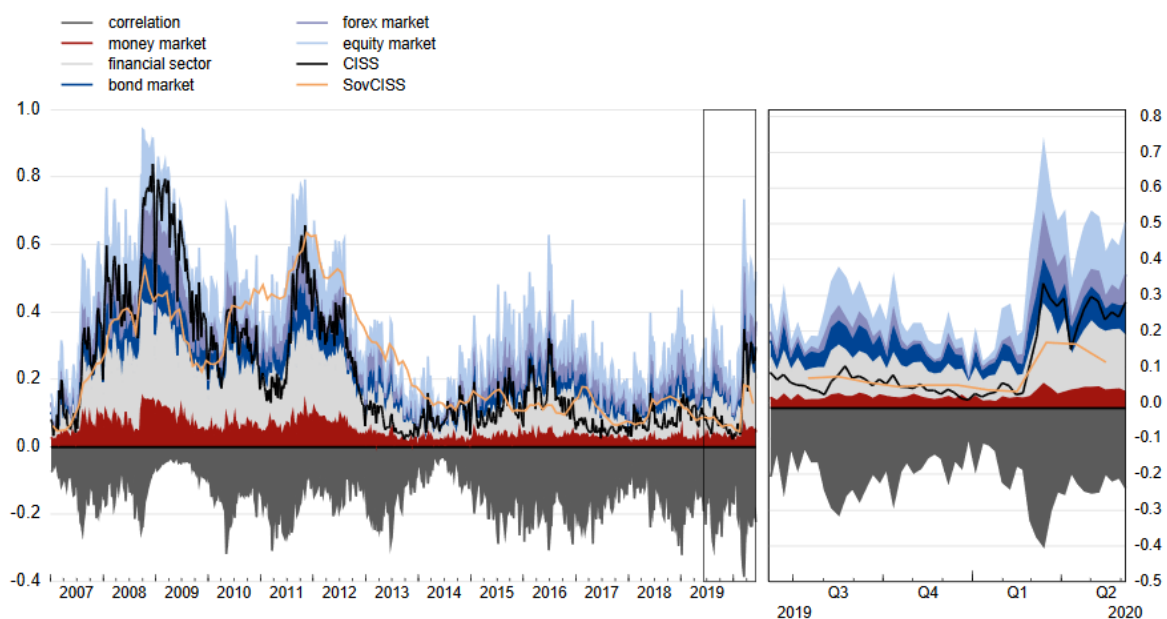 correlation
money market
financial sector
bond market
forex market
equity market
CISS
SovCISS
1.0
0.8
0.6
0.4
0.2
0.0
-0.2
-0.4
2007 2008 2009 2010 2011 2012 2013 2014 2015 2016 2017 2018 2019
0.8
0.7
0.6
0.5
0.4
0.3
0.2
0.1
0.0
-0.1
-0.2
-0.3
-0.4
-0.5
Q3 Q4 Q1 Q2
2019 2020